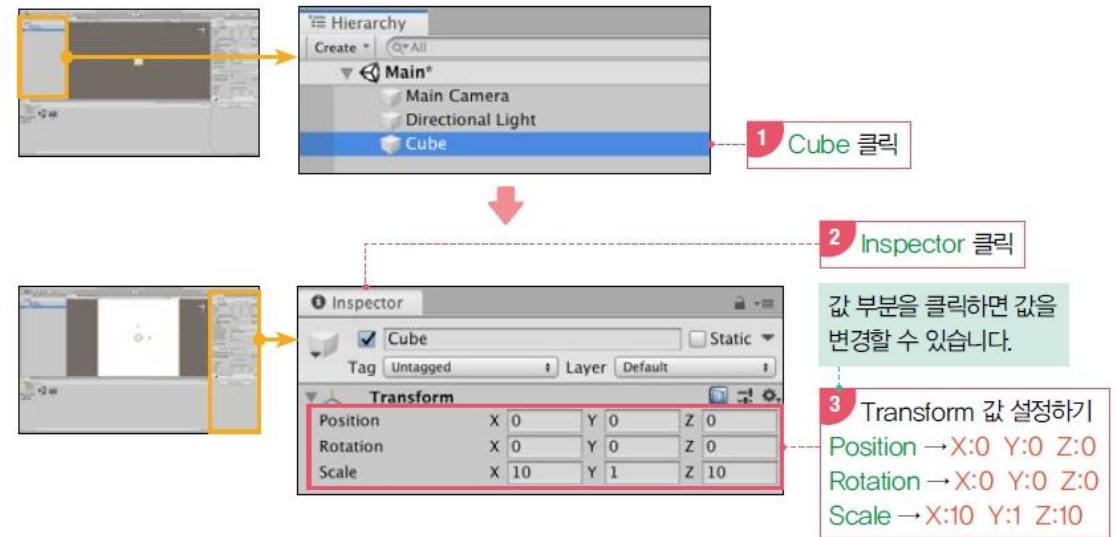 Hierarchy
Create
All
Main*
Main Camera
Directional Light
Cube
1 Cube 클릭
2 Inspector 클릭
Inspector
Cube
Static
Tag Untagged Layer Default
Transform
Position X 0 Y 0 Z 0
Rotation X 0 Y 0 Z 0
Scale X 10 Y 1 Z 10
값 부분을 클릭하면 값을
변경할 수 있습니다.
3 Transform 값 설정하기
Position → X:0 Y:0 Z:0
Rotation → X:0 Y:0 Z:0
Scale → X:10 Y:1 Z:10